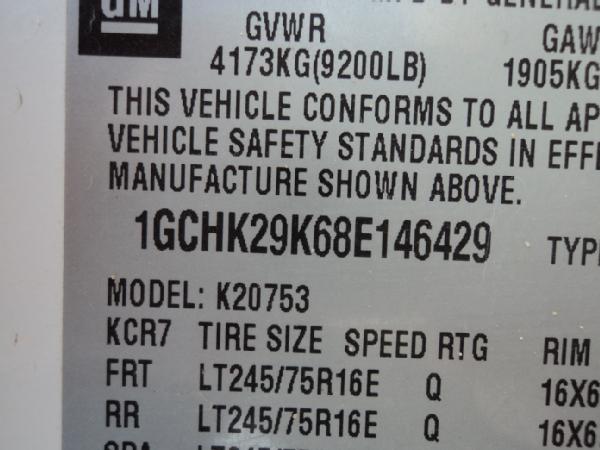 GM
GENERAL
GVWR GAW
4173KG(9200LB) 1905KG
THIS VEHICLE CONFORMS TO ALL AP
VEHICLE SAFETY STANDARDS IN EFF
MANUFACTURE SHOWN ABOVE.
1GCHK29K68E146429 TYP
MODEL: K20753
KCR7 TIRE SIZE SPEED RTG RIM
FRT LT245/75R16E Q 16X6
RR LT245/75R16E Q 16X6